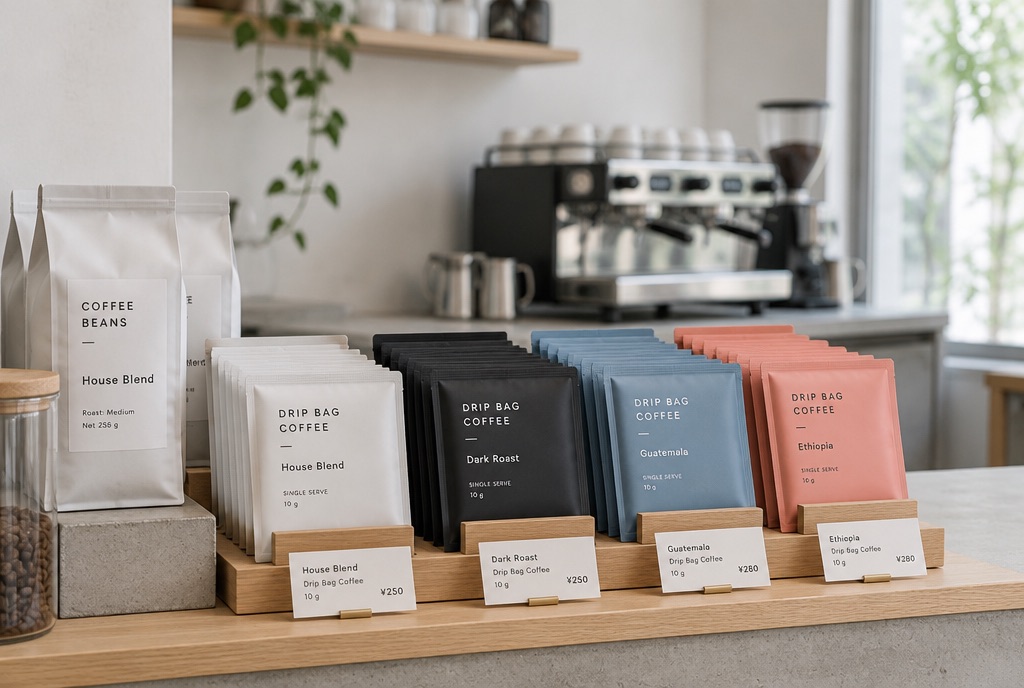 COFFEE
BEANS
House Blend
Roast: Medium
Net 256 g
DRIP BAG
COFFEE
House Blend
SINGLE SERVE
10 g
DRIP BAG
COFFEE
Dark Roast
SINGLE SERVE
10 g
DRIP BAG
COFFEE
Guatemala
SINGLE SERVE
10 g
DRIP BAG
COFFEE
Ethiopia
SINGLE SERVE
10 g
House Blend
Drip Bag Coffee
10 g ¥250
Dark Roast
Drip Bag Coffee
10 g ¥250
Guatemala
Drip Bag Coffee
10 g ¥280
Ethiopia
Drip Bag Coffee
10 g ¥280